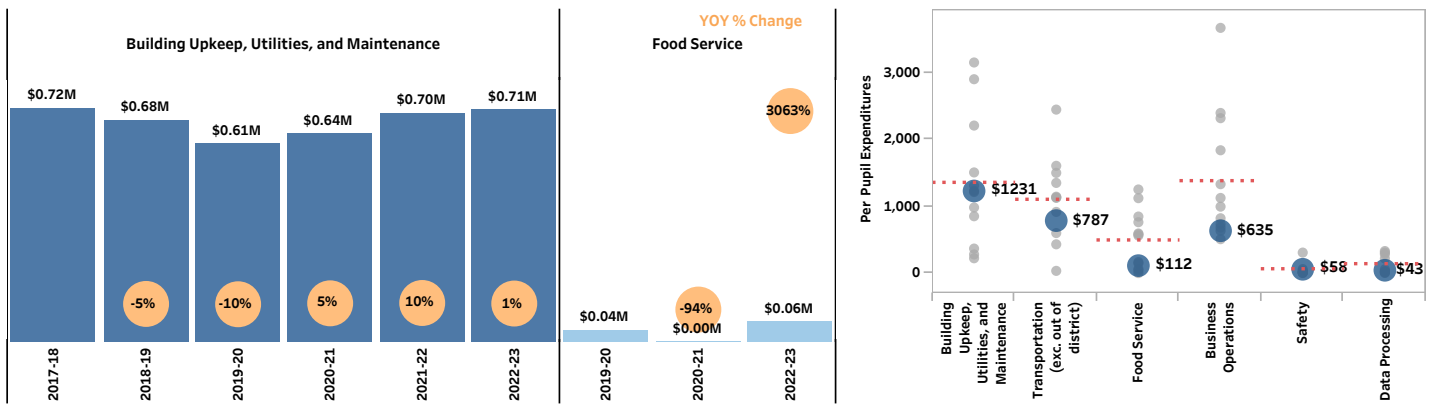 YOY % Change
Building Upkeep, Utilities, and Maintenance
Food Service
$0.72M
$0.68M
$0.61M
$0.64M
$0.70M
$0.71M
-5%
-10%
5%
10%
1%
2017-18
2018-19
2019-20
2020-21
2021-22
2022-23
3063%
-94%
$0.04M
$0.00M
$0.06M
2019-20
2020-21
2022-23
Per Pupil Expenditures
3,000
2,000
1,000
0
$1231
$787
$112
$635
$58
$43
Building
Upkeep,
Utilities, and
Maintenance
Transportation
(exc. out of
district)
Food Service
Business
Operations
Safety
Data Processing